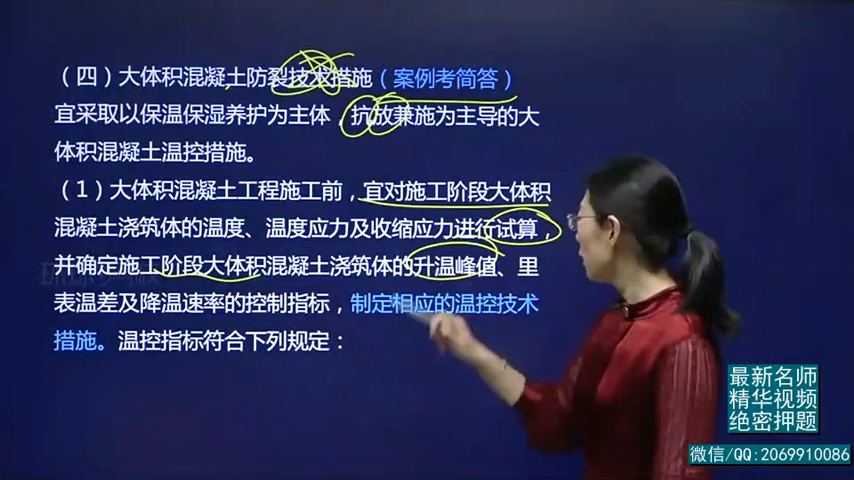 （四）大体积混凝土防裂技术措施（案例考简答）
宜采取以保温保湿养护为主体，抗放兼施为主导的大
体积混凝土温控措施。
（1）大体积混凝土工程施工前，宜对施工阶段大体积
混凝土浇筑体的温度、温度应力及收缩应力进行试算，
并确定施工阶段大体积混凝土浇筑体的升温峰值、里
表温差及降温速率的控制指标，制定相应的温控技术
措施。温控指标符合下列规定：
最新名师
精华视频
绝密押题
微信/QQ:2069910086